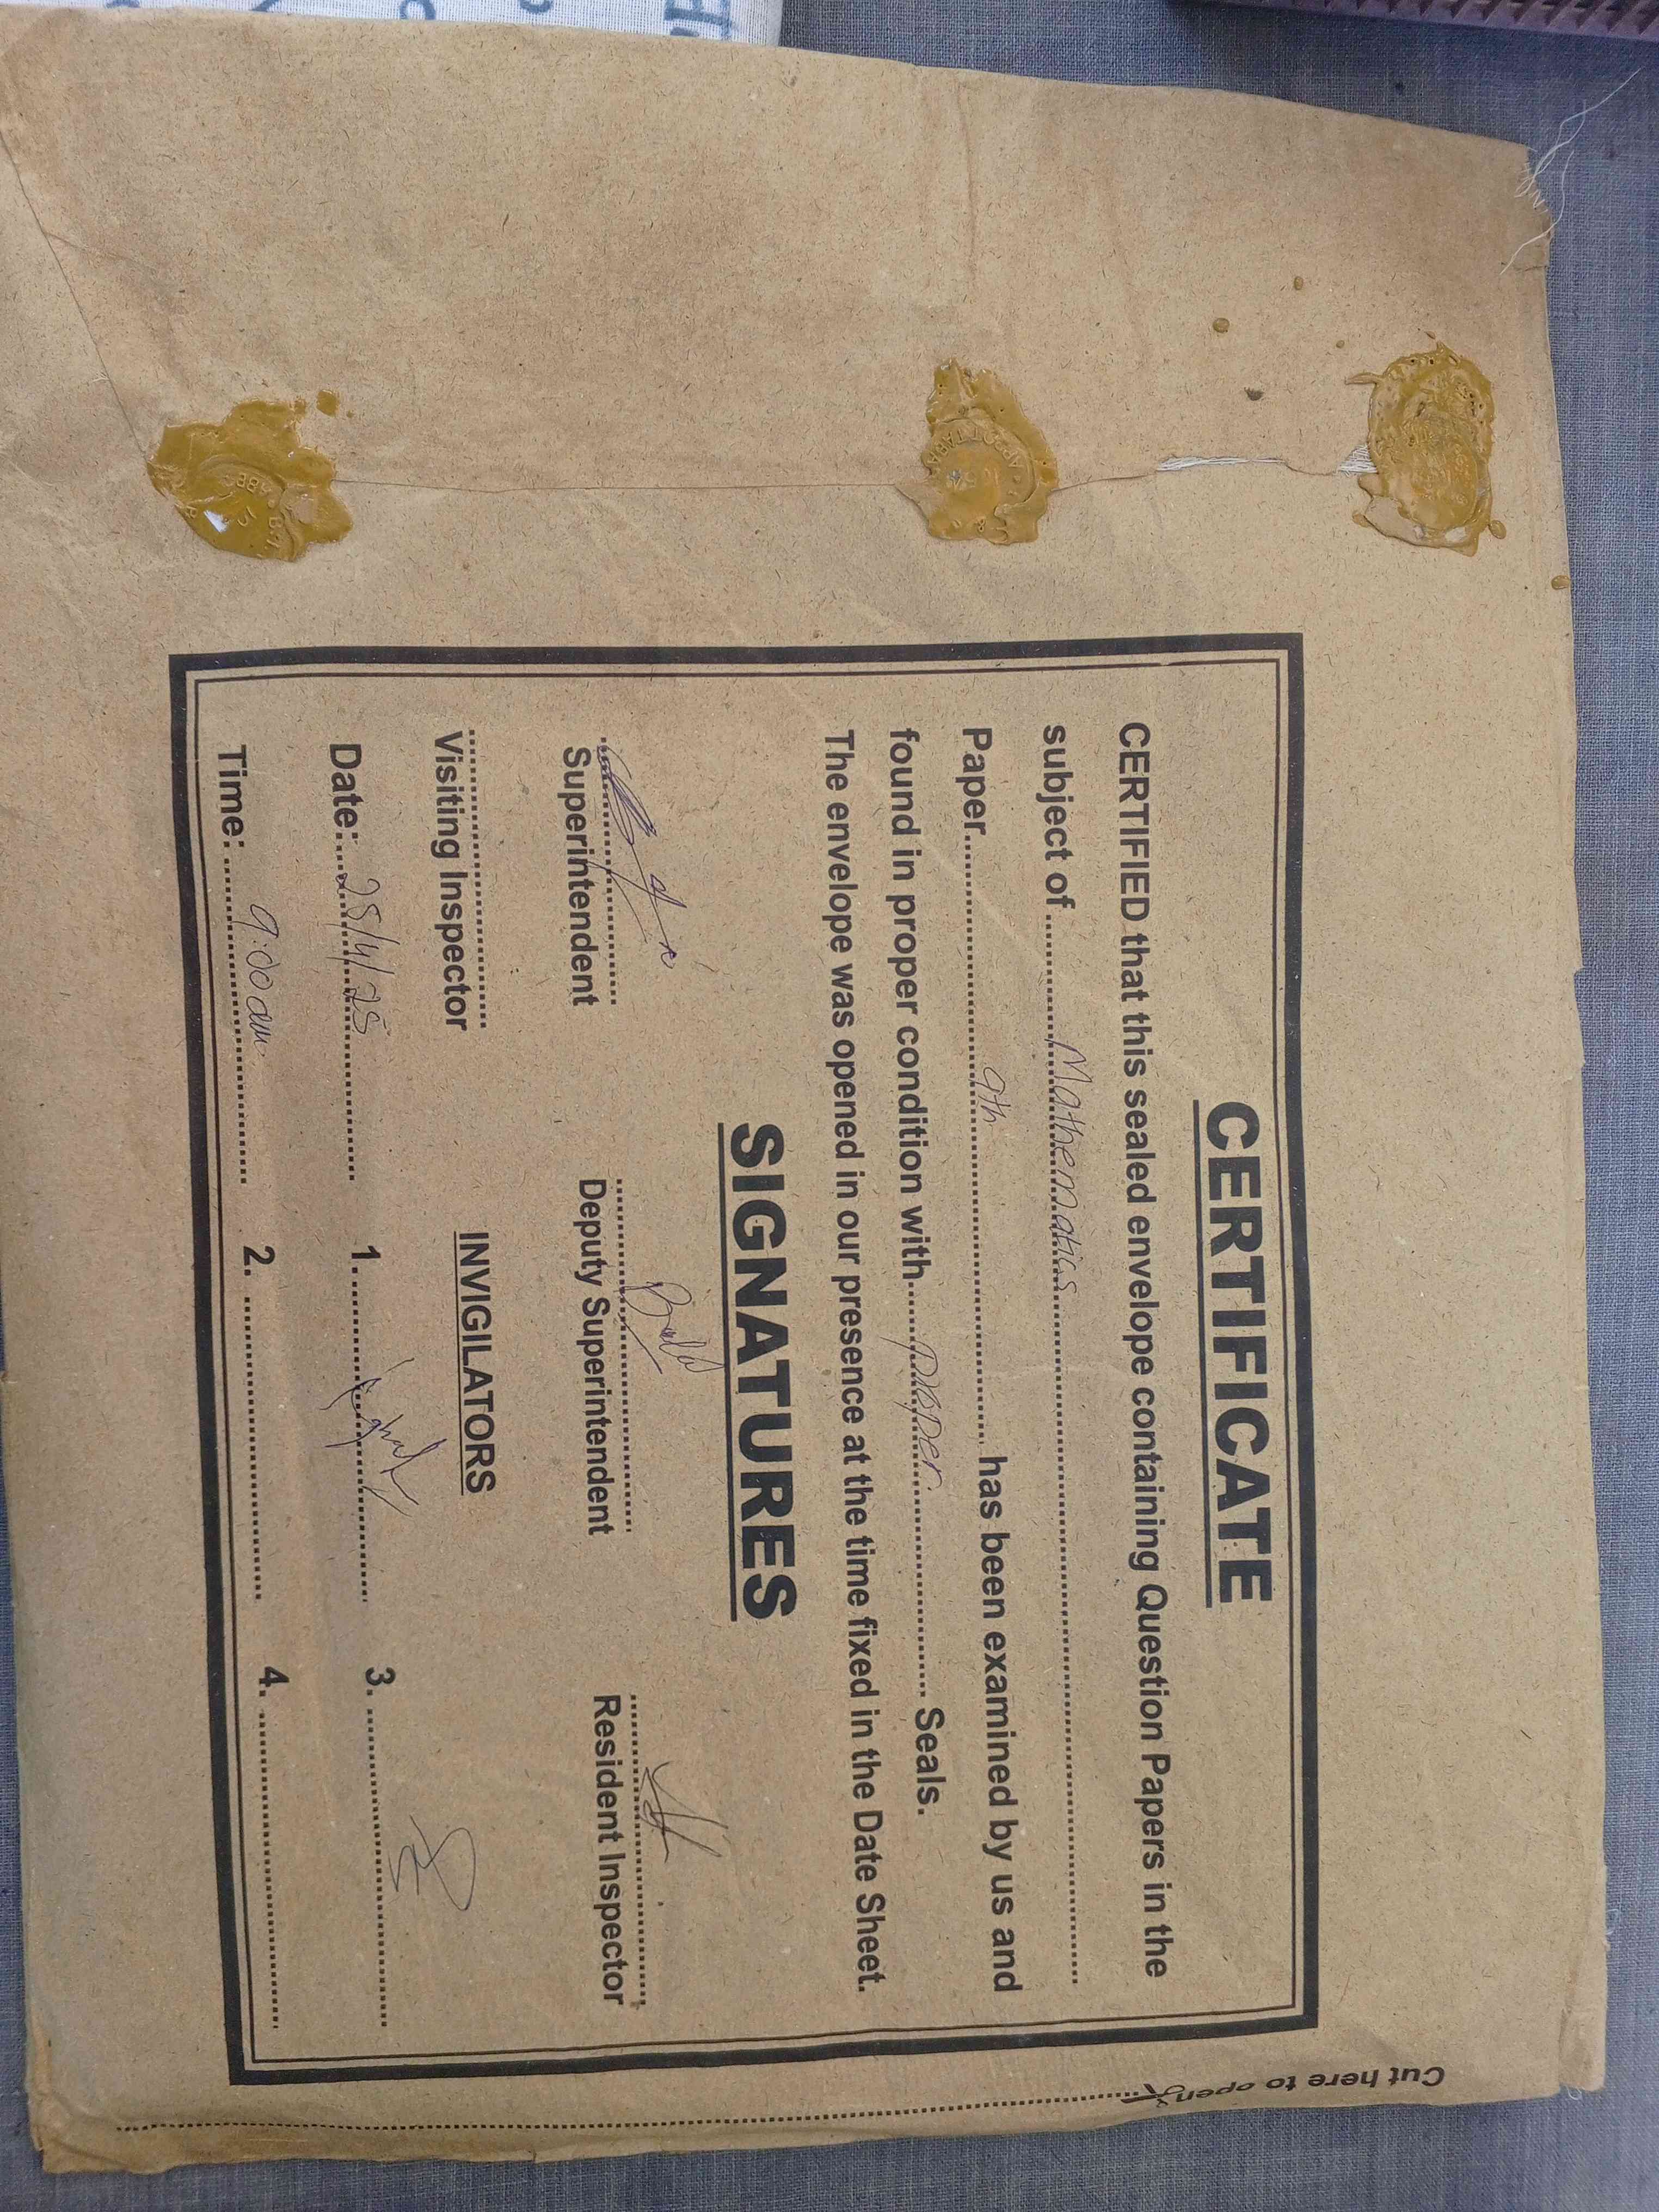 CERTIFICATE
CERTIFIED that this sealed envelope containing Question Papers in the
subject of ........ Mathematics ........
Paper ........ 9th ........ has been examined by us and
found in proper condition with ........ proper ........ Seals.
The envelope was opened in our presence at the time fixed in the Date Sheet.
SIGNATURES
Superintendent Deputy Superintendent Resident Inspector
Visiting Inspector
INVIGILATORS
Date: 25/4/25 1. ........ 3. ........
Time: 9:00 am. 2. ........ 4. ........
Cut here to open